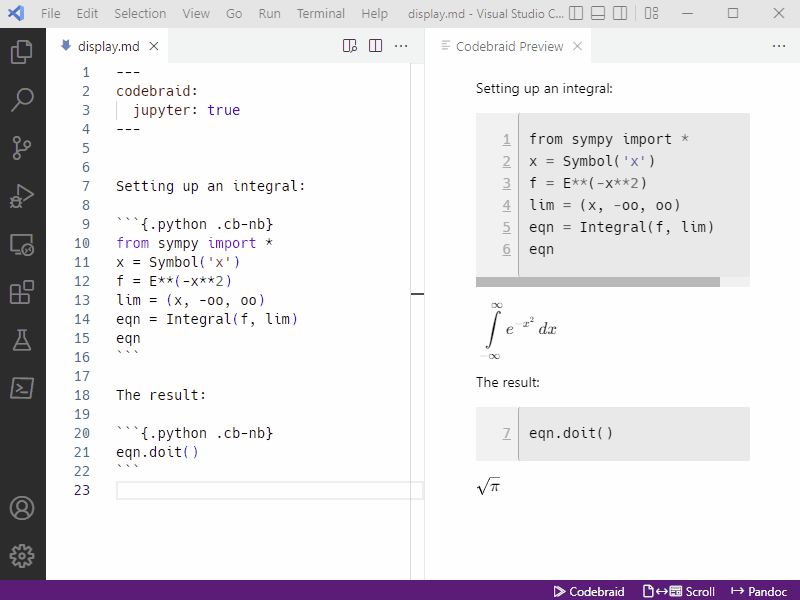 File Edit Selection View Go Run Terminal Help display.md - Visual Studio C...
display.md
Codebraid Preview
1 ---
2 codebraid:
3   jupyter: true
4 ---
5
6
7 Setting up an integral:
8
9 ```{.python .cb-nb}
10 from sympy import *
11 x = Symbol('x')
12 f = E**(-x**2)
13 lim = (x, -oo, oo)
14 eqn = Integral(f, lim)
15 eqn
16 ```
17
18 The result:
19
20 ```{.python .cb-nb}
21 eqn.doit()
22 ```
23
Setting up an integral:
1 from sympy import *
2 x = Symbol('x')
3 f = E**(-x**2)
4 lim = (x, -oo, oo)
5 eqn = Integral(f, lim)
6 eqn
∞
∫ e^{-x^2} dx
-∞
The result:
7 eqn.doit()
√π
Codebraid Scroll Pandoc